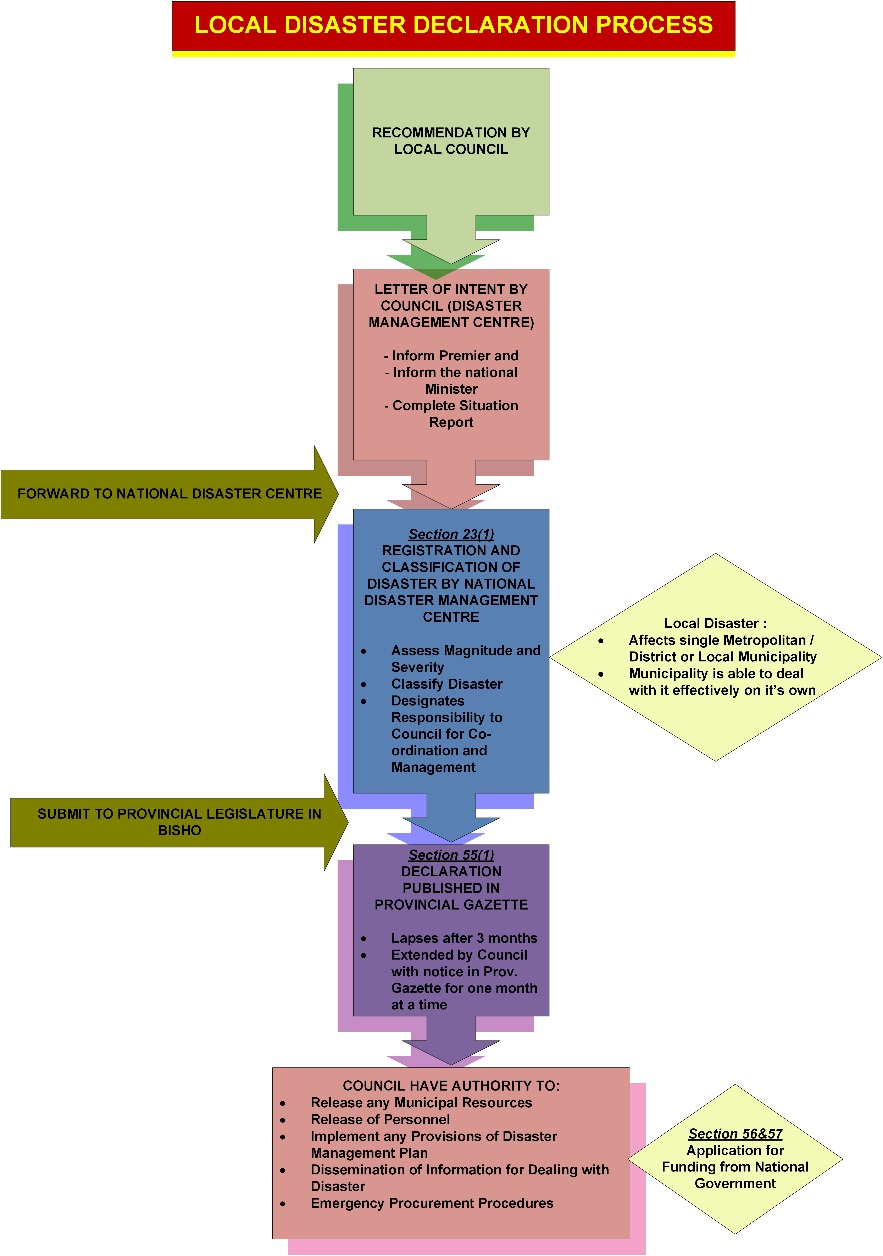 LOCAL DISASTER DECLARATION PROCESS
RECOMMENDATION BY
LOCAL COUNCIL
LETTER OF INTENT BY
COUNCIL (DISASTER
MANAGEMENT CENTRE)
- Inform Premier and
- Inform the national
Minister
- Complete Situation
Report
FORWARD TO NATIONAL DISASTER CENTRE
Section 23(1)
REGISTRATION AND
CLASSIFICATION OF
DISASTER BY NATIONAL
DISASTER MANAGEMENT
CENTRE
• Assess Magnitude and
Severity
• Classify Disaster
• Designates
Responsibility to
Council for Co-
ordination and
Management
Local Disaster :
• Affects single Metropolitan /
District or Local Municipality
• Municipality is able to deal
with it effectively on it's own
SUBMIT TO PROVINCIAL LEGISLATURE IN
BISHO
Section 55(1)
DECLARATION
PUBLISHED IN
PROVINCIAL GAZETTE
• Lapses after 3 months
• Extended by Council
with notice in Prov.
Gazette for one month
at a time
COUNCIL HAVE AUTHORITY TO:
• Release any Municipal Resources
• Release of Personnel
• Implement any Provisions of Disaster
Management Plan
• Dissemination of Information for Dealing with
Disaster
• Emergency Procurement Procedures
Section 56&57
Application for
Funding from National
Government